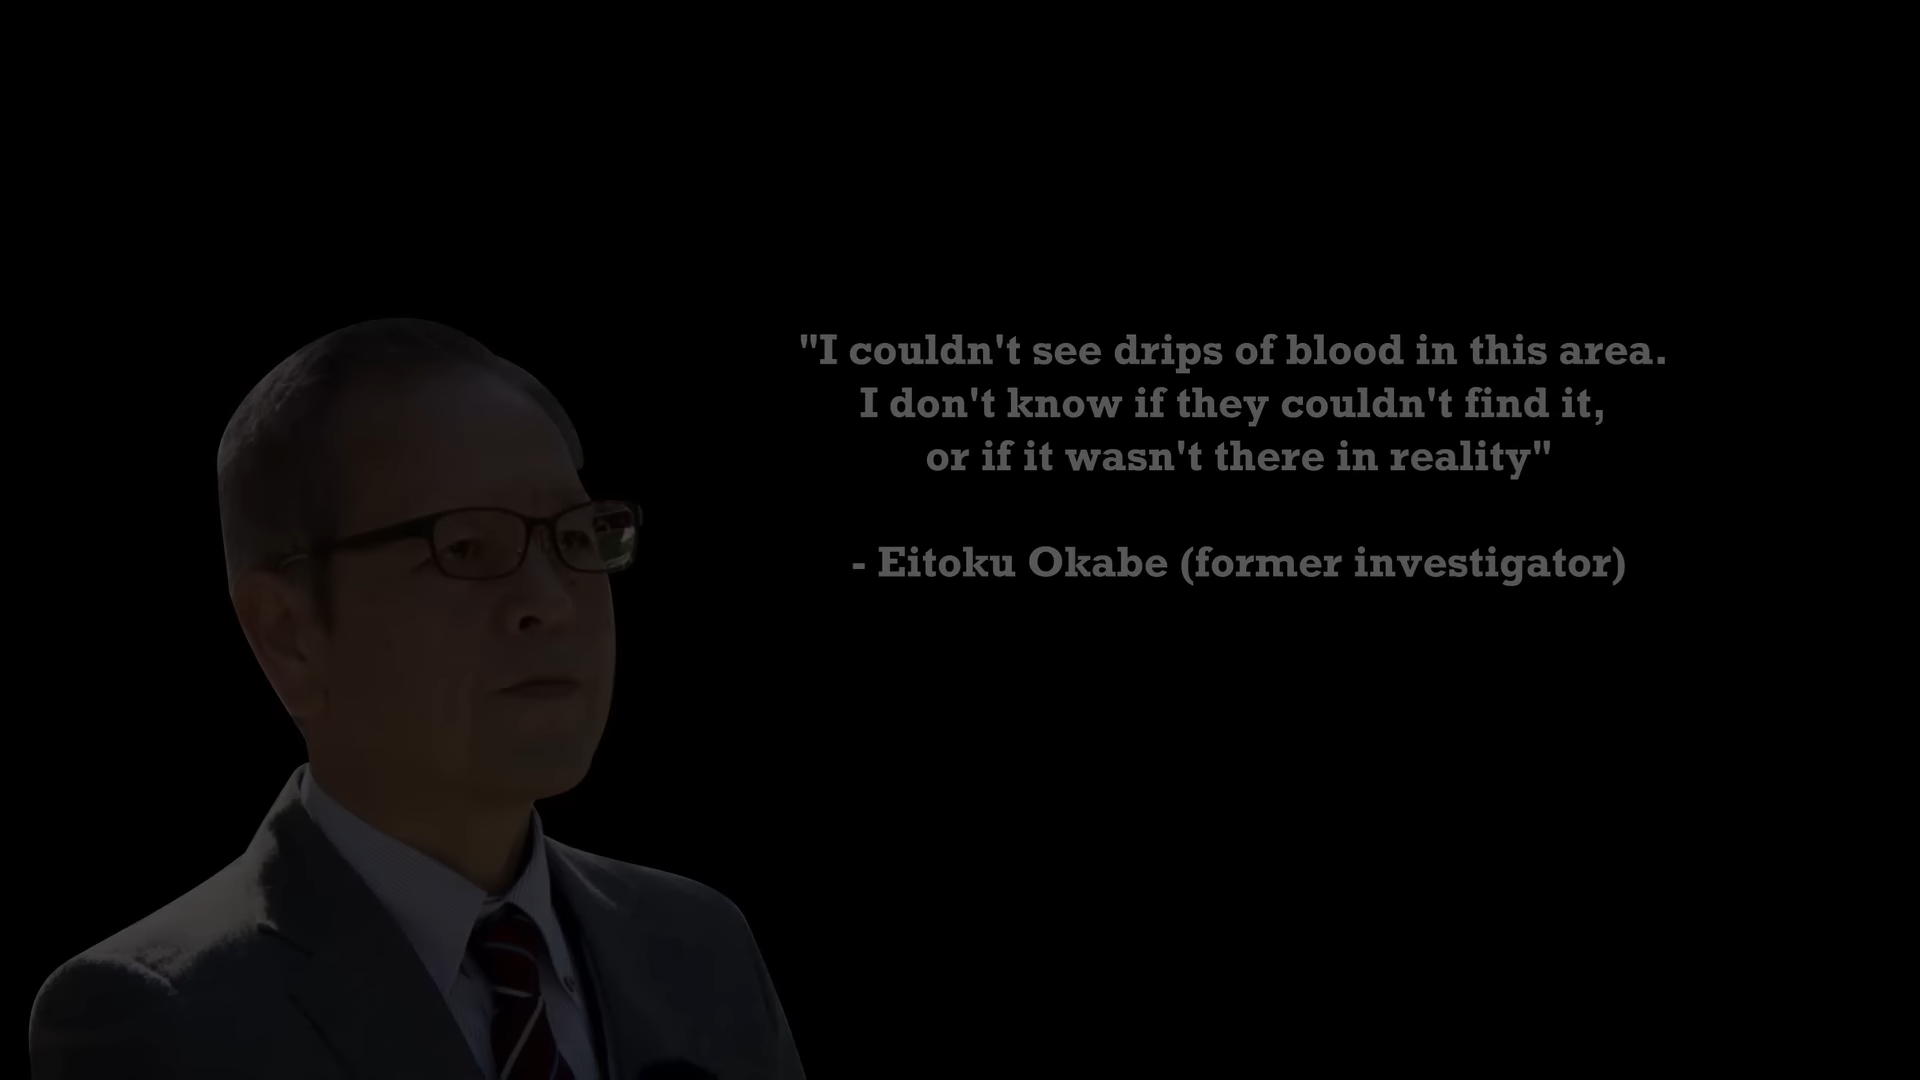 "I couldn't see drips of blood in this area.
I don't know if they couldn't find it,
or if it wasn't there in reality"
- Eitoku Okabe (former investigator)